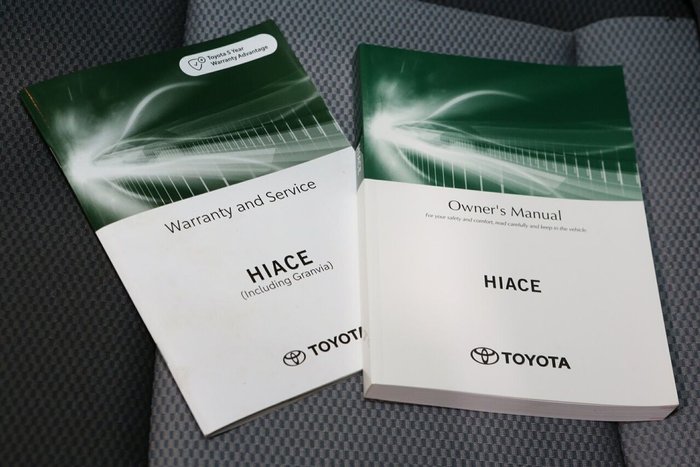 Toyota 5 Year
Warranty Advantage
Warranty and Service
HIACE
(Including Granvia)
TOYOTA
Owner's Manual
For your safety and comfort, read carefully and keep in the vehicle.
HIACE
TOYOTA